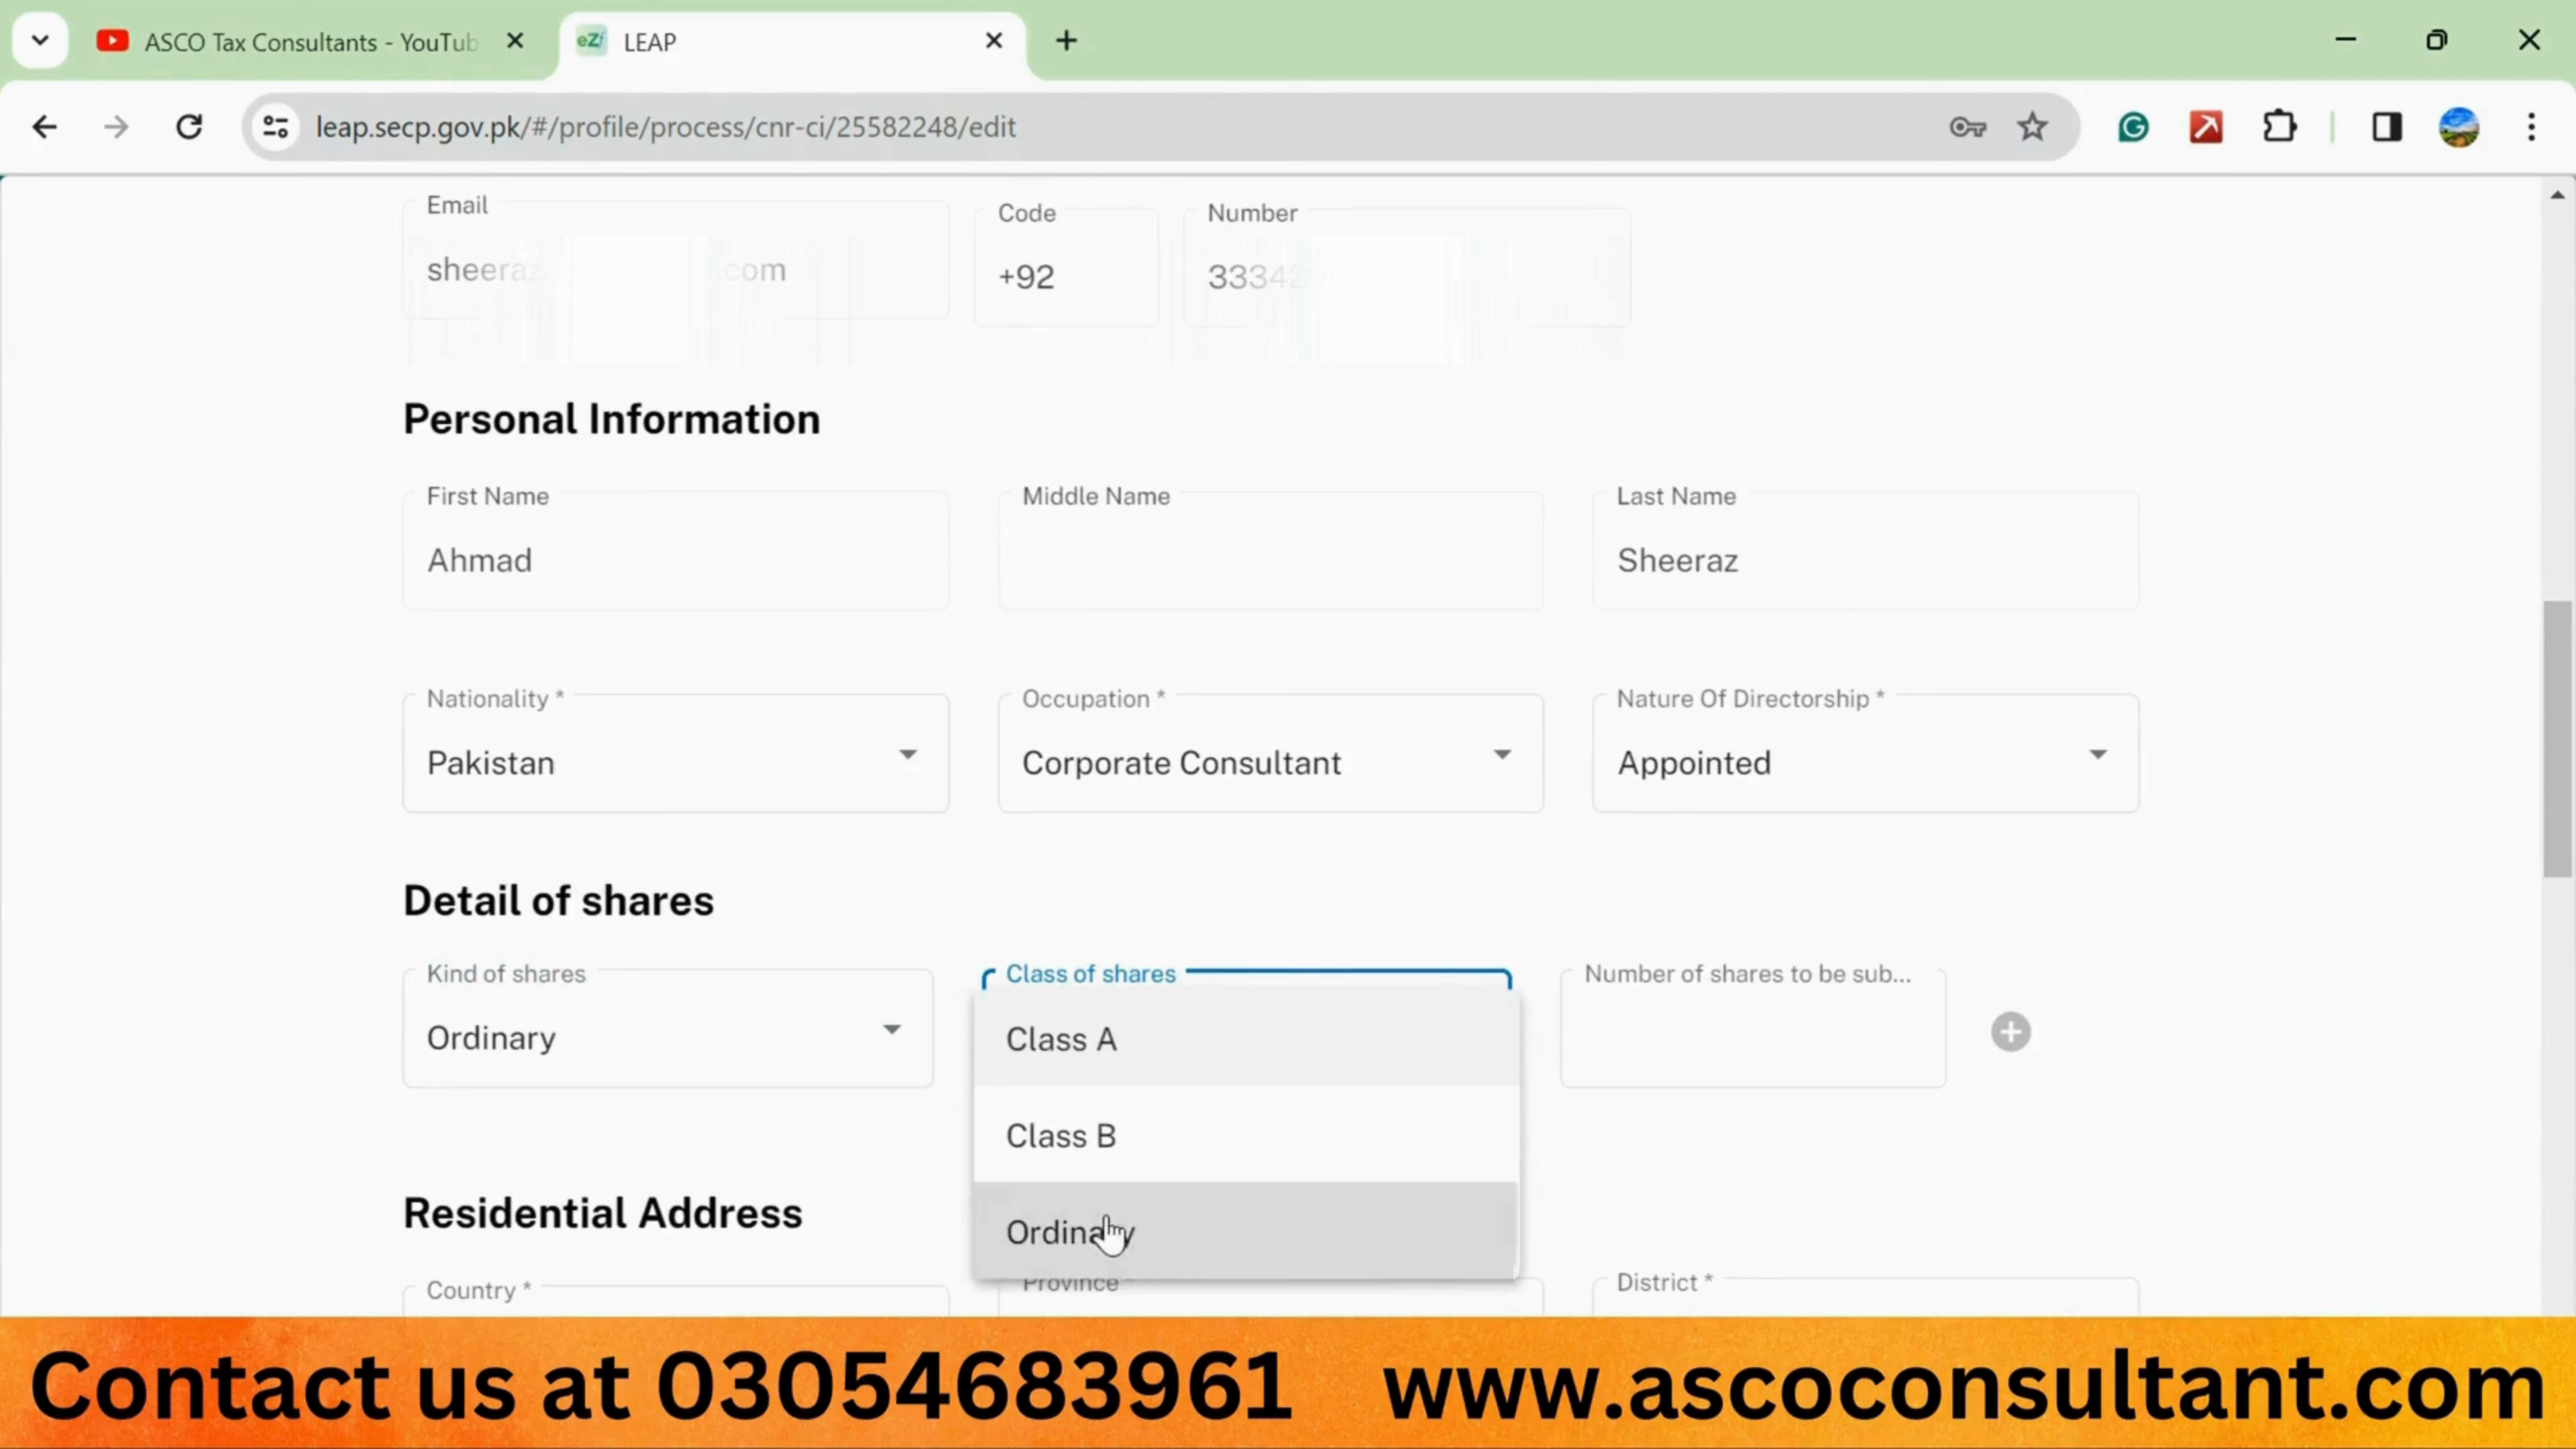 ASCO Tax Consultants - YouTub
LEAP
leap.secp.gov.pk/#/profile/process/cnr-ci/25582248/edit
Email
Code
Number
sheeraz com
+92
3334
Personal Information
First Name
Middle Name
Last Name
Ahmad
Sheeraz
Nationality *
Occupation *
Nature Of Directorship *
Pakistan
Corporate Consultant
Appointed
Detail of shares
Kind of shares
Class of shares
Number of shares to be sub...
Ordinary
Class A
Class B
Ordinary
Residential Address
Country *
Province *
District *
Contact us at 03054683961 www.ascoconsultant.com